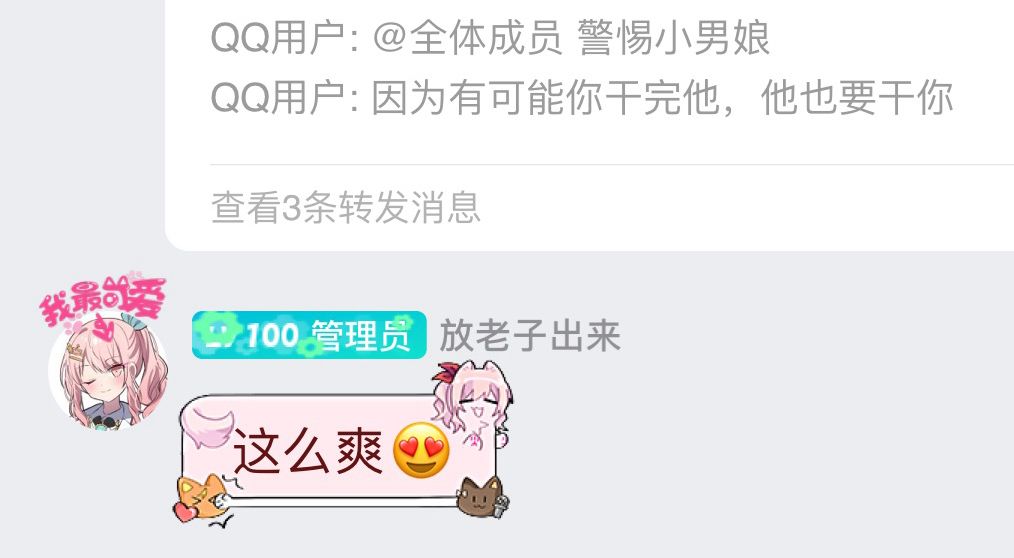 QQ用户: @全体成员 警惕小男娘
QQ用户: 因为有可能你干完他，他也要干你
查看3条转发消息
我最可爱
100 管理员 放老子出来
这么爽😍